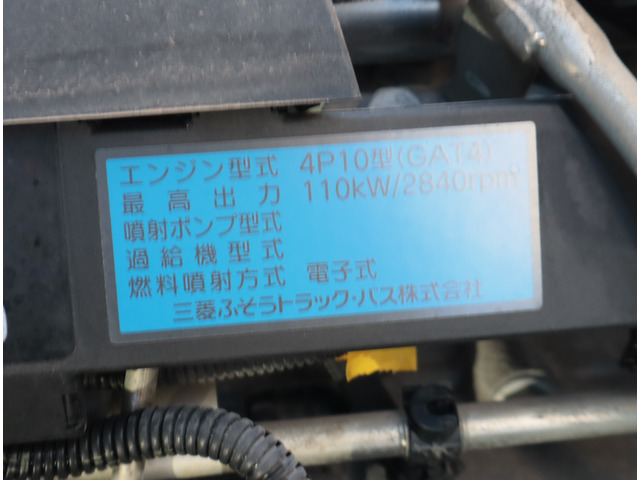 エンジン型式 4P10型(GAT4)
最高出力 110kW/2840rpm
噴射ポンプ型式
過給機型式
燃料噴射方式 電子式
三菱ふそうトラック・バス株式会社